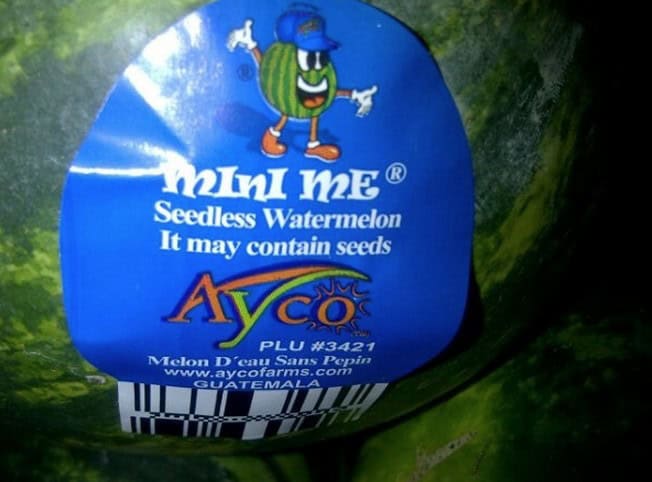 MINI ME®
Seedless Watermelon
It may contain seeds
Ayco
PLU #3421
Melon D'eau Sans Pepin
www.aycofarms.com
GUATEMALA